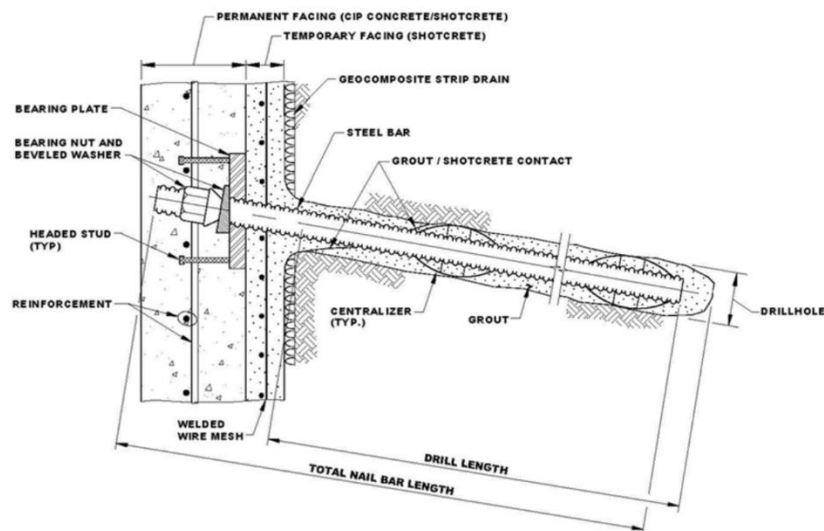 PERMANENT FACING (CIP CONCRETE/SHOTCRETE)
TEMPORARY FACING (SHOTCRETE)
GEOCOMPOSITE STRIP DRAIN
BEARING PLATE
STEEL BAR
BEARING NUT AND
BEVELED WASHER
GROUT / SHOTCRETE CONTACT
HEADED STUD
(TYP)
REINFORCEMENT
CENTRALIZER
(TYP.)
GROUT
DRILLHOLE
WELDED
WIRE MESH
DRILL LENGTH
TOTAL NAIL BAR LENGTH